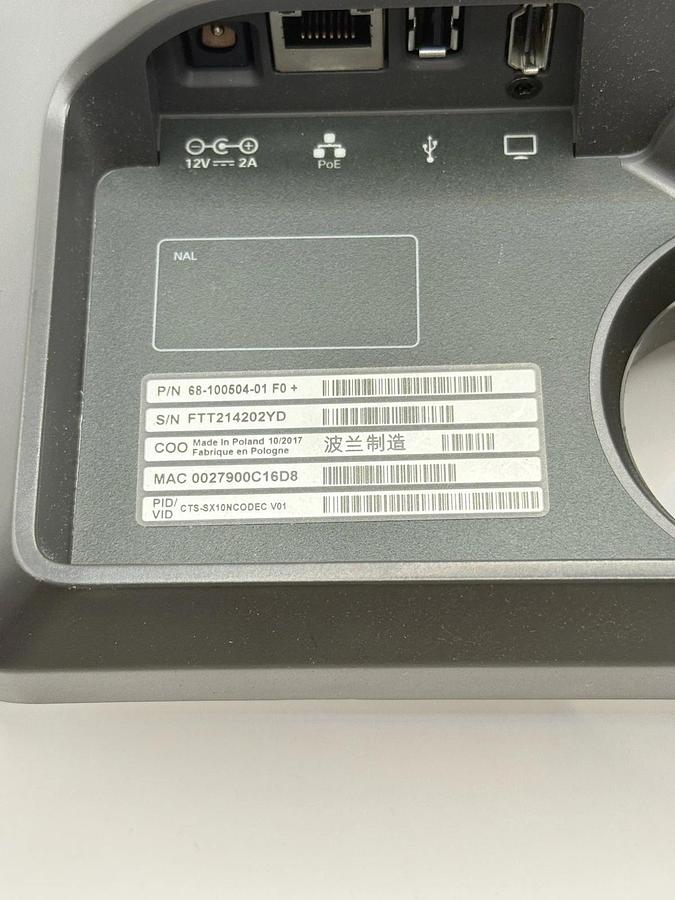 12V 2A
PoE
NAL
P/N 68-100504-01 F0 +
S/N FTT214202YD
COO Made In Poland 10/2017 Fabrique en Pologne 波兰制造
MAC 0027900C16D8
PID/VID CTS-SX10NCODEC V01